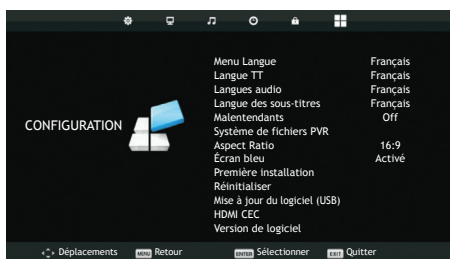 Menu Langue Français
Langue TT Français
Langues audio Français
Langue des sous-titres Français
Malentendants Off
Système de fichiers PVR
Aspect Ratio 16:9
Écran bleu Activé
Première installation
Réinitialiser
Mise à jour du logiciel (USB)
HDMI CEC
Version de logiciel
CONFIGURATION
Déplacements MENU Retour ENTER Sélectionner EXIT Quitter